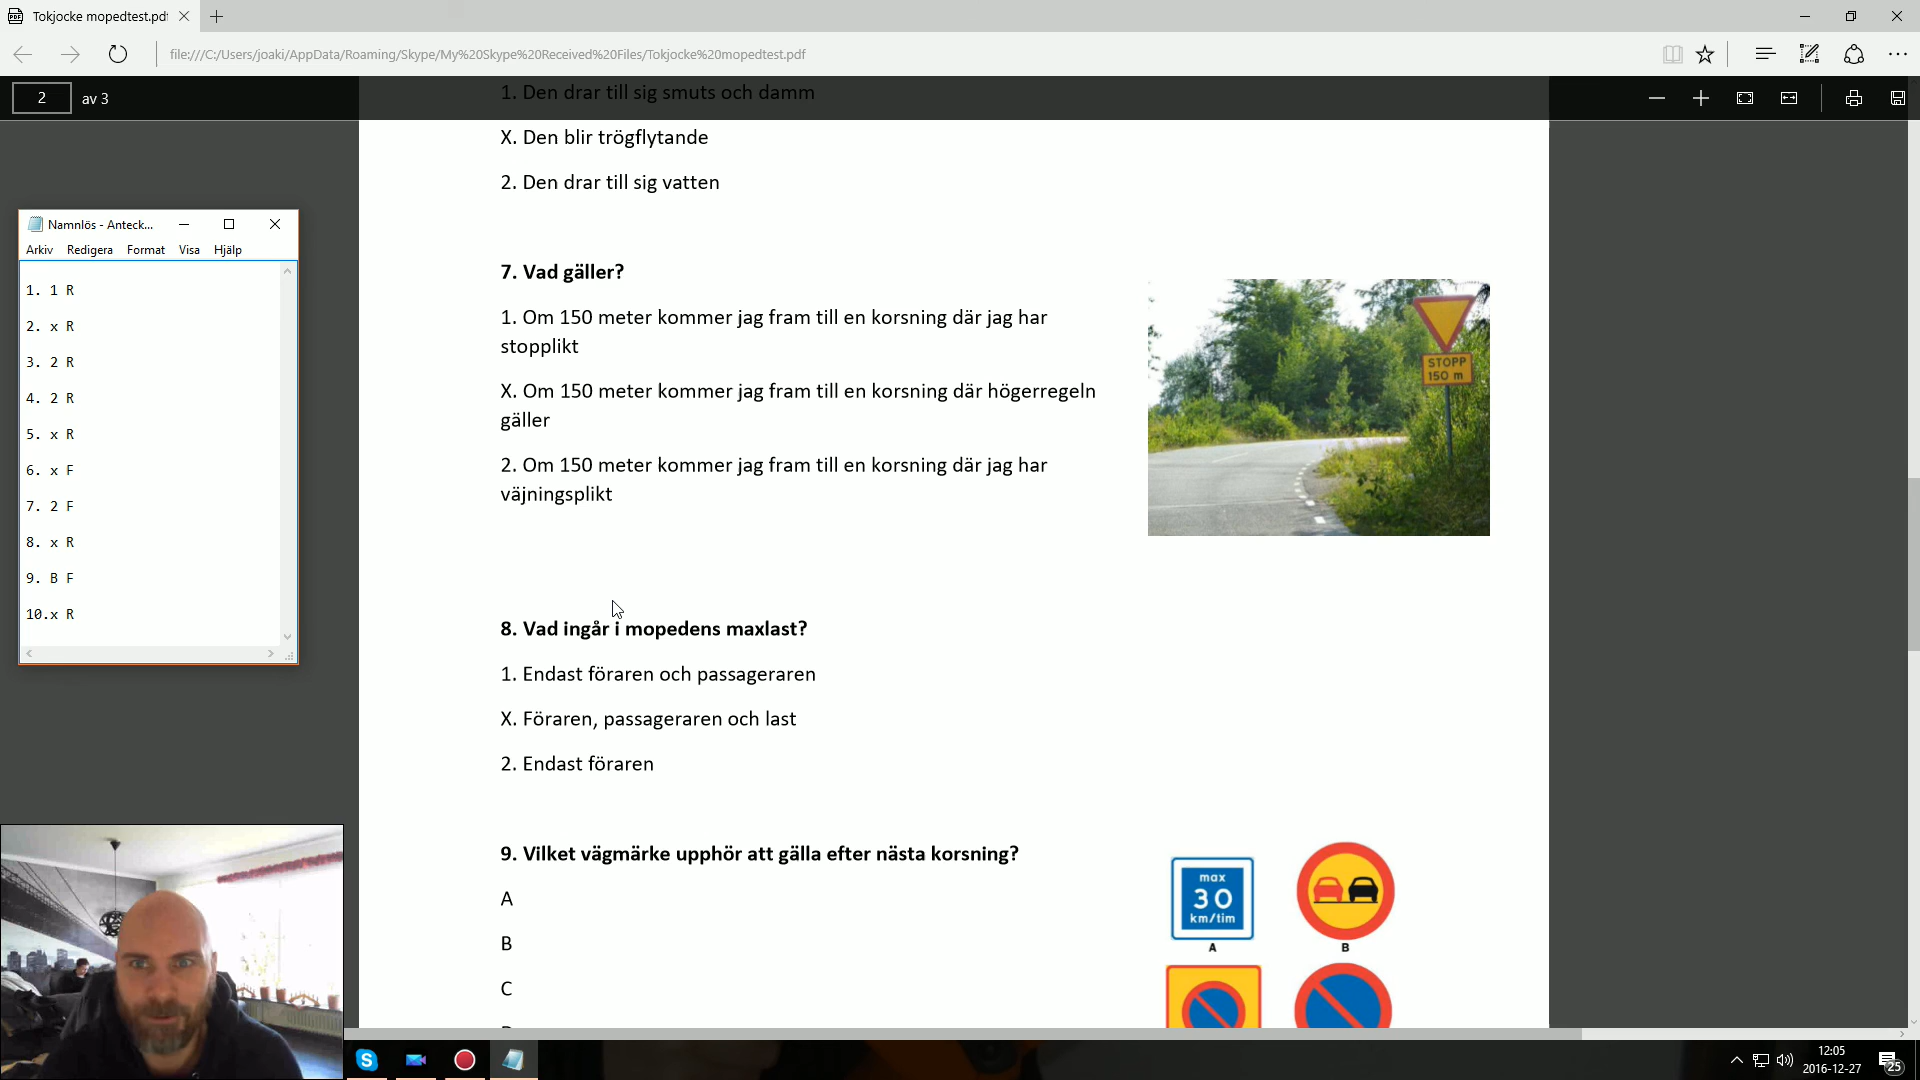 Tokjocke mopedtest.pdf
file:///C:/Users/joaki/AppData/Roaming/Skype/My%20Skype%20Received%20Files/Tokjocke%20mopedtest.pdf
2 av 3
1. Den drar till sig smuts och damm
X. Den blir trögflytande
2. Den drar till sig vatten
Namnlös - Anteck...
Arkiv Redigera Format Visa Hjälp
1. 1 R
2. x R
3. 2 R
4. 2 R
5. x R
6. x F
7. 2 F
8. x R
9. B F
10.x R
7. Vad gäller?
1. Om 150 meter kommer jag fram till en korsning där jag har
stopplikt
X. Om 150 meter kommer jag fram till en korsning där högerregeln
gäller
2. Om 150 meter kommer jag fram till en korsning där jag har
väjningsplikt
STOPP
150 m
8. Vad ingår i mopedens maxlast?
1. Endast föraren och passageraren
X. Föraren, passageraren och last
2. Endast föraren
9. Vilket vägmärke upphör att gälla efter nästa korsning?
A
B
C
max
30
km/tim
A
B
12:05
2016-12-27
25